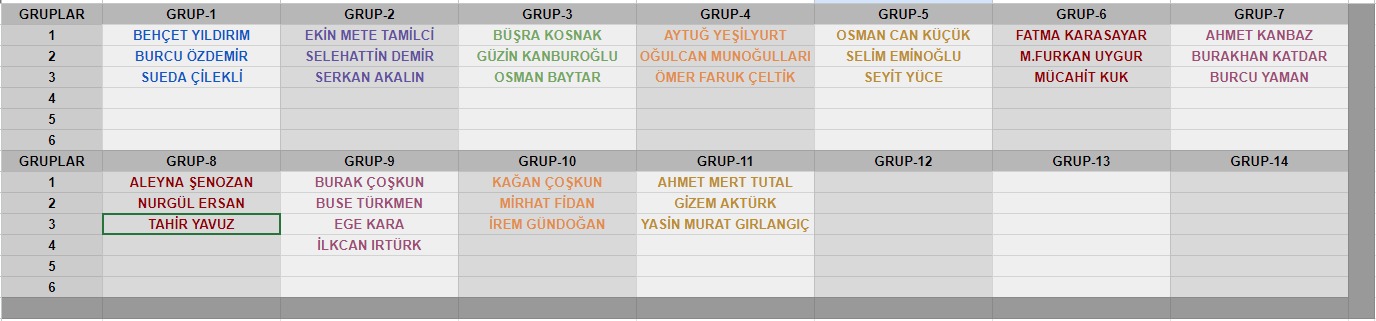 GRUPLAR GRUP-1 GRUP-2 GRUP-3 GRUP-4 GRUP-5 GRUP-6 GRUP-7
1 BEHÇET YILDIRIM EKİN METE TAMİLCİ BÜŞRA KOSNAK AYTUĞ YEŞİLYURT OSMAN CAN KÜÇÜK FATMA KARASAYAR AHMET KANBAZ
2 BURCU ÖZDEMİR SELEHATTİN DEMİR GÜZİN KANBUROĞLU OĞULCAN MUNOĞULLARI SELİM EMİNOĞLU M.FURKAN UYGUR BURAKHAN KATDAR
3 SUEDA ÇİLEKLİ SERKAN AKALIN OSMAN BAYTAR ÖMER FARUK ÇELTİK SEYİT YÜCE MÜCAHİT KUK BURCU YAMAN
4
5
6
GRUPLAR GRUP-8 GRUP-9 GRUP-10 GRUP-11 GRUP-12 GRUP-13 GRUP-14
1 ALEYNA ŞENOZAN BURAK ÇOŞKUN KAĞAN ÇOŞKUN AHMET MERT TUTAL
2 NURGÜL ERSAN BUSE TÜRKMEN MİRHAT FİDAN GİZEM AKTÜRK
3 TAHİR YAVUZ EGE KARA İREM GÜNDOĞAN YASİN MURAT GIRLANGIÇ
4 İLKCAN IRTÜRK
5
6